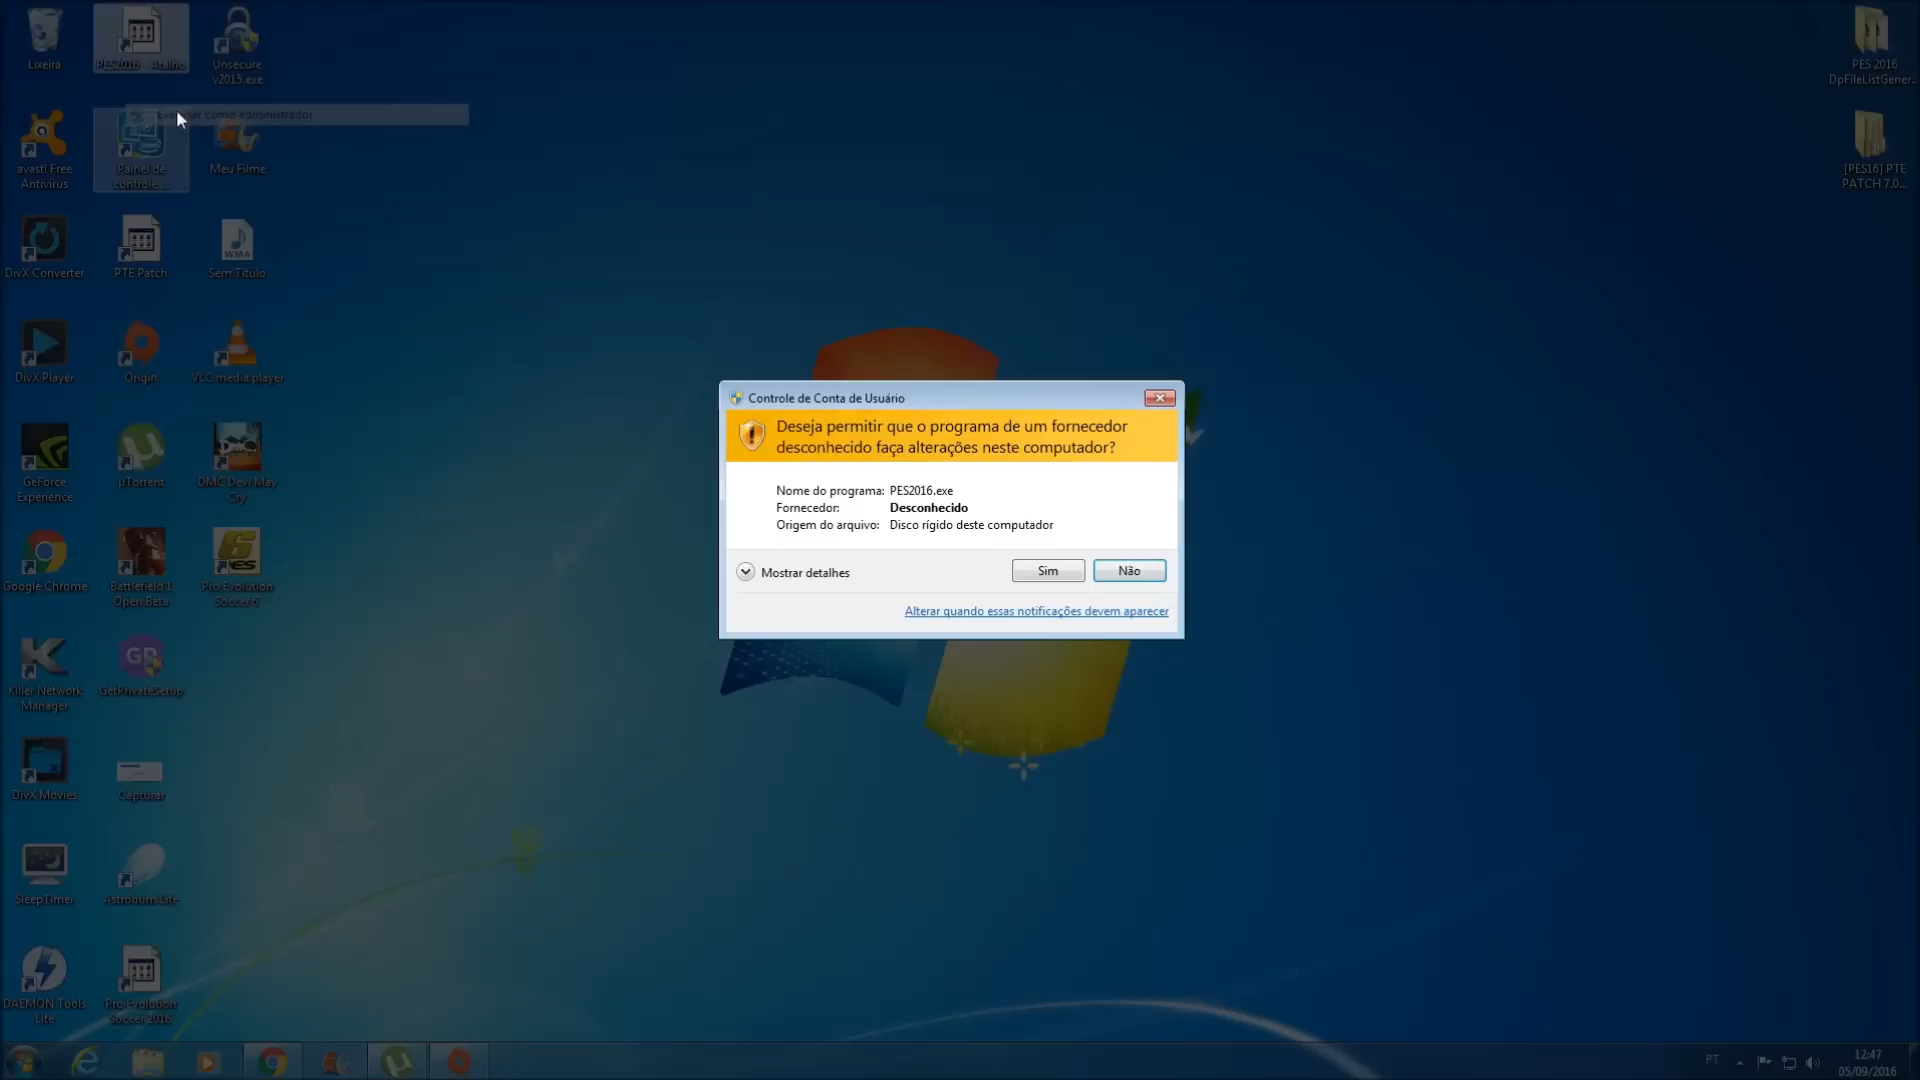 Lixeira
PES2016 - Atalho
Unsecure
v2015.exe
PES 2016
DpFileListGener...
como administrador
avast! Free
Antivirus
Painel de
controle ...
Meu Filme
[PES16] PTE
PATCH 7.0...
DivX Converter
PTE Patch
WMA
Sem Título
DivX Player
Origin
VLC media player
GeForce
Experience
µTorrent
DMC Devil May
Cry
Google Chrome
Battlefield 1
Open Beta
Pro Evolution
Soccer 6
Killer Network
Manager
GetPrivateSetup
DivX Movies
Capturar
SleepTimer
Astroburn Lite
DAEMON Tools
Lite
Pro Evolution
Soccer 2016
Controle de Conta de Usuário
Deseja permitir que o programa de um fornecedor
desconhecido faça alterações neste computador?
Nome do programa: PES2016.exe
Fornecedor: Desconhecido
Origem do arquivo: Disco rígido deste computador
Mostrar detalhes
Sim
Não
Alterar quando essas notificações devem aparecer
PT
12:47
05/09/2016